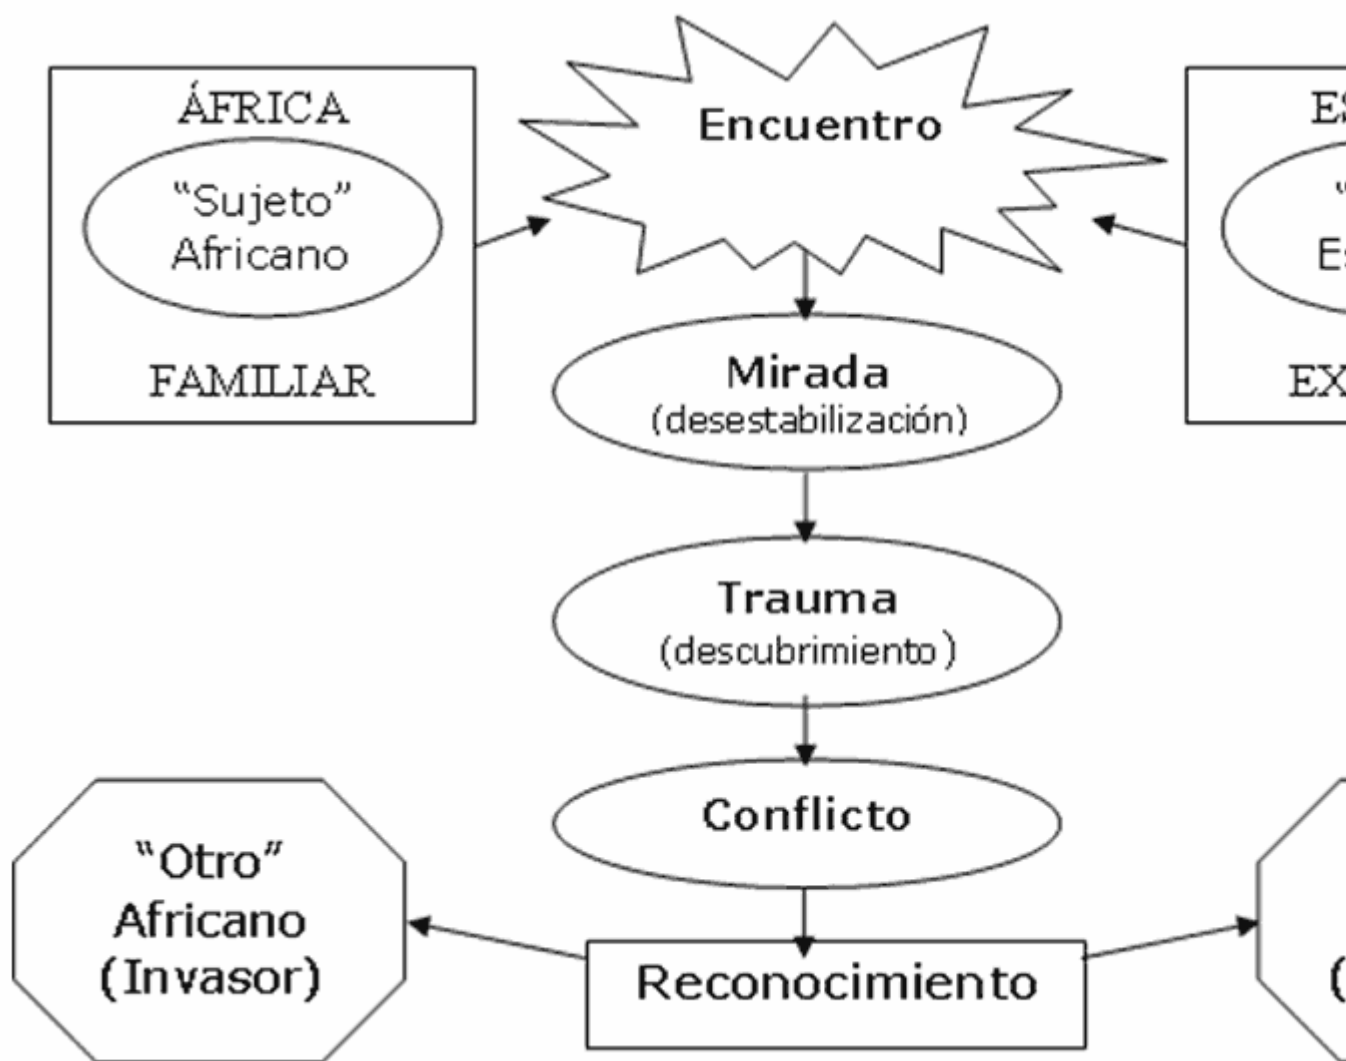 ÁFRICA
“Sujeto”
Africano
FAMILIAR
Encuentro
Mirada
(desestabilización)
Trauma
(descubrimiento)
Conflicto
Reconocimiento
“Otro”
Africano
(Invasor)